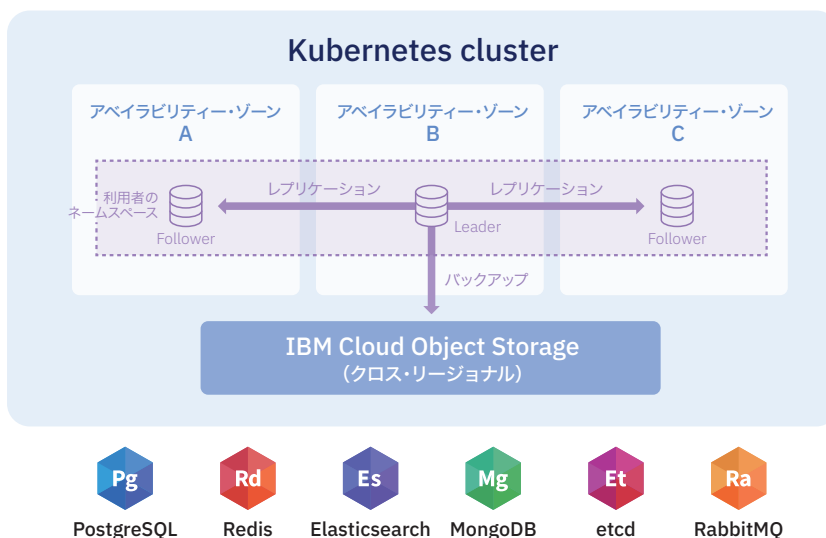 Kubernetes cluster
アベイラビリティー・ゾーン
A
アベイラビリティー・ゾーン
B
アベイラビリティー・ゾーン
C
利用者の
ネームスペース
Follower
レプリケーション
Leader
レプリケーション
Follower
バックアップ
IBM Cloud Object Storage
（クロス・リージョナル）
Pg
Rd
Es
Mg
Et
Ra
PostgreSQL
Redis
Elasticsearch
MongoDB
etcd
RabbitMQ